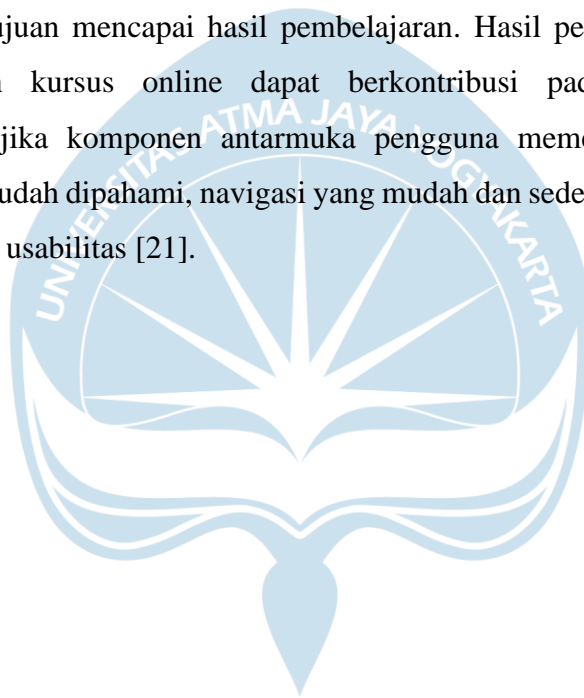 ujuan mencapai hasil pembelajaran. Hasil pe
kursus online dapat berkontribusi pad
jika komponen antarmuka pengguna mem
udah dipahami, navigasi yang mudah dan sede
usabilitas [21].
UNIVERSITAS ATMA JAYA YOGYAKARTA